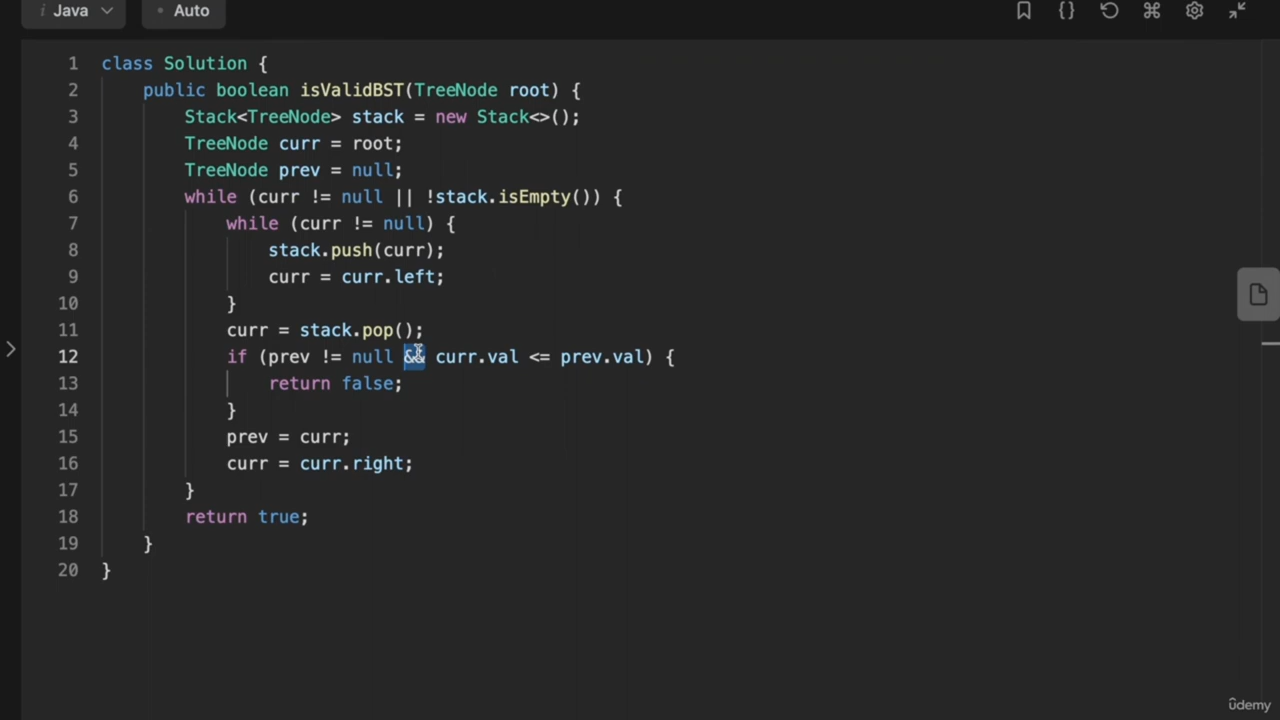 i Java Auto
1 class Solution {
2 public boolean isValidBST(TreeNode root) {
3 Stack<TreeNode> stack = new Stack<>();
4 TreeNode curr = root;
5 TreeNode prev = null;
6 while (curr != null || !stack.isEmpty()) {
7 while (curr != null) {
8 stack.push(curr);
9 curr = curr.left;
10 }
11 curr = stack.pop();
12 if (prev != null && curr.val <= prev.val) {
13 return false;
14 }
15 prev = curr;
16 curr = curr.right;
17 }
18 return true;
19 }
20 }
ûdemy